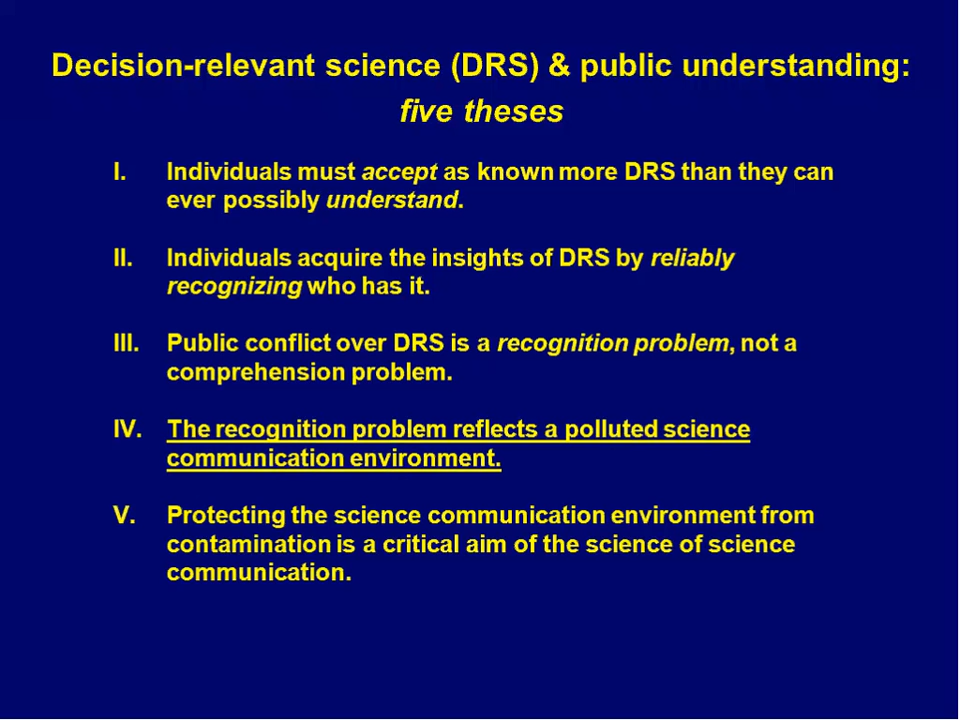 Decision-relevant science (DRS) & public understanding:
five theses
I. Individuals must accept as known more DRS than they can
ever possibly understand.
II. Individuals acquire the insights of DRS by reliably
recognizing who has it.
III. Public conflict over DRS is a recognition problem, not a
comprehension problem.
IV. The recognition problem reflects a polluted science
communication environment.
V. Protecting the science communication environment from
contamination is a critical aim of the science of science
communication.